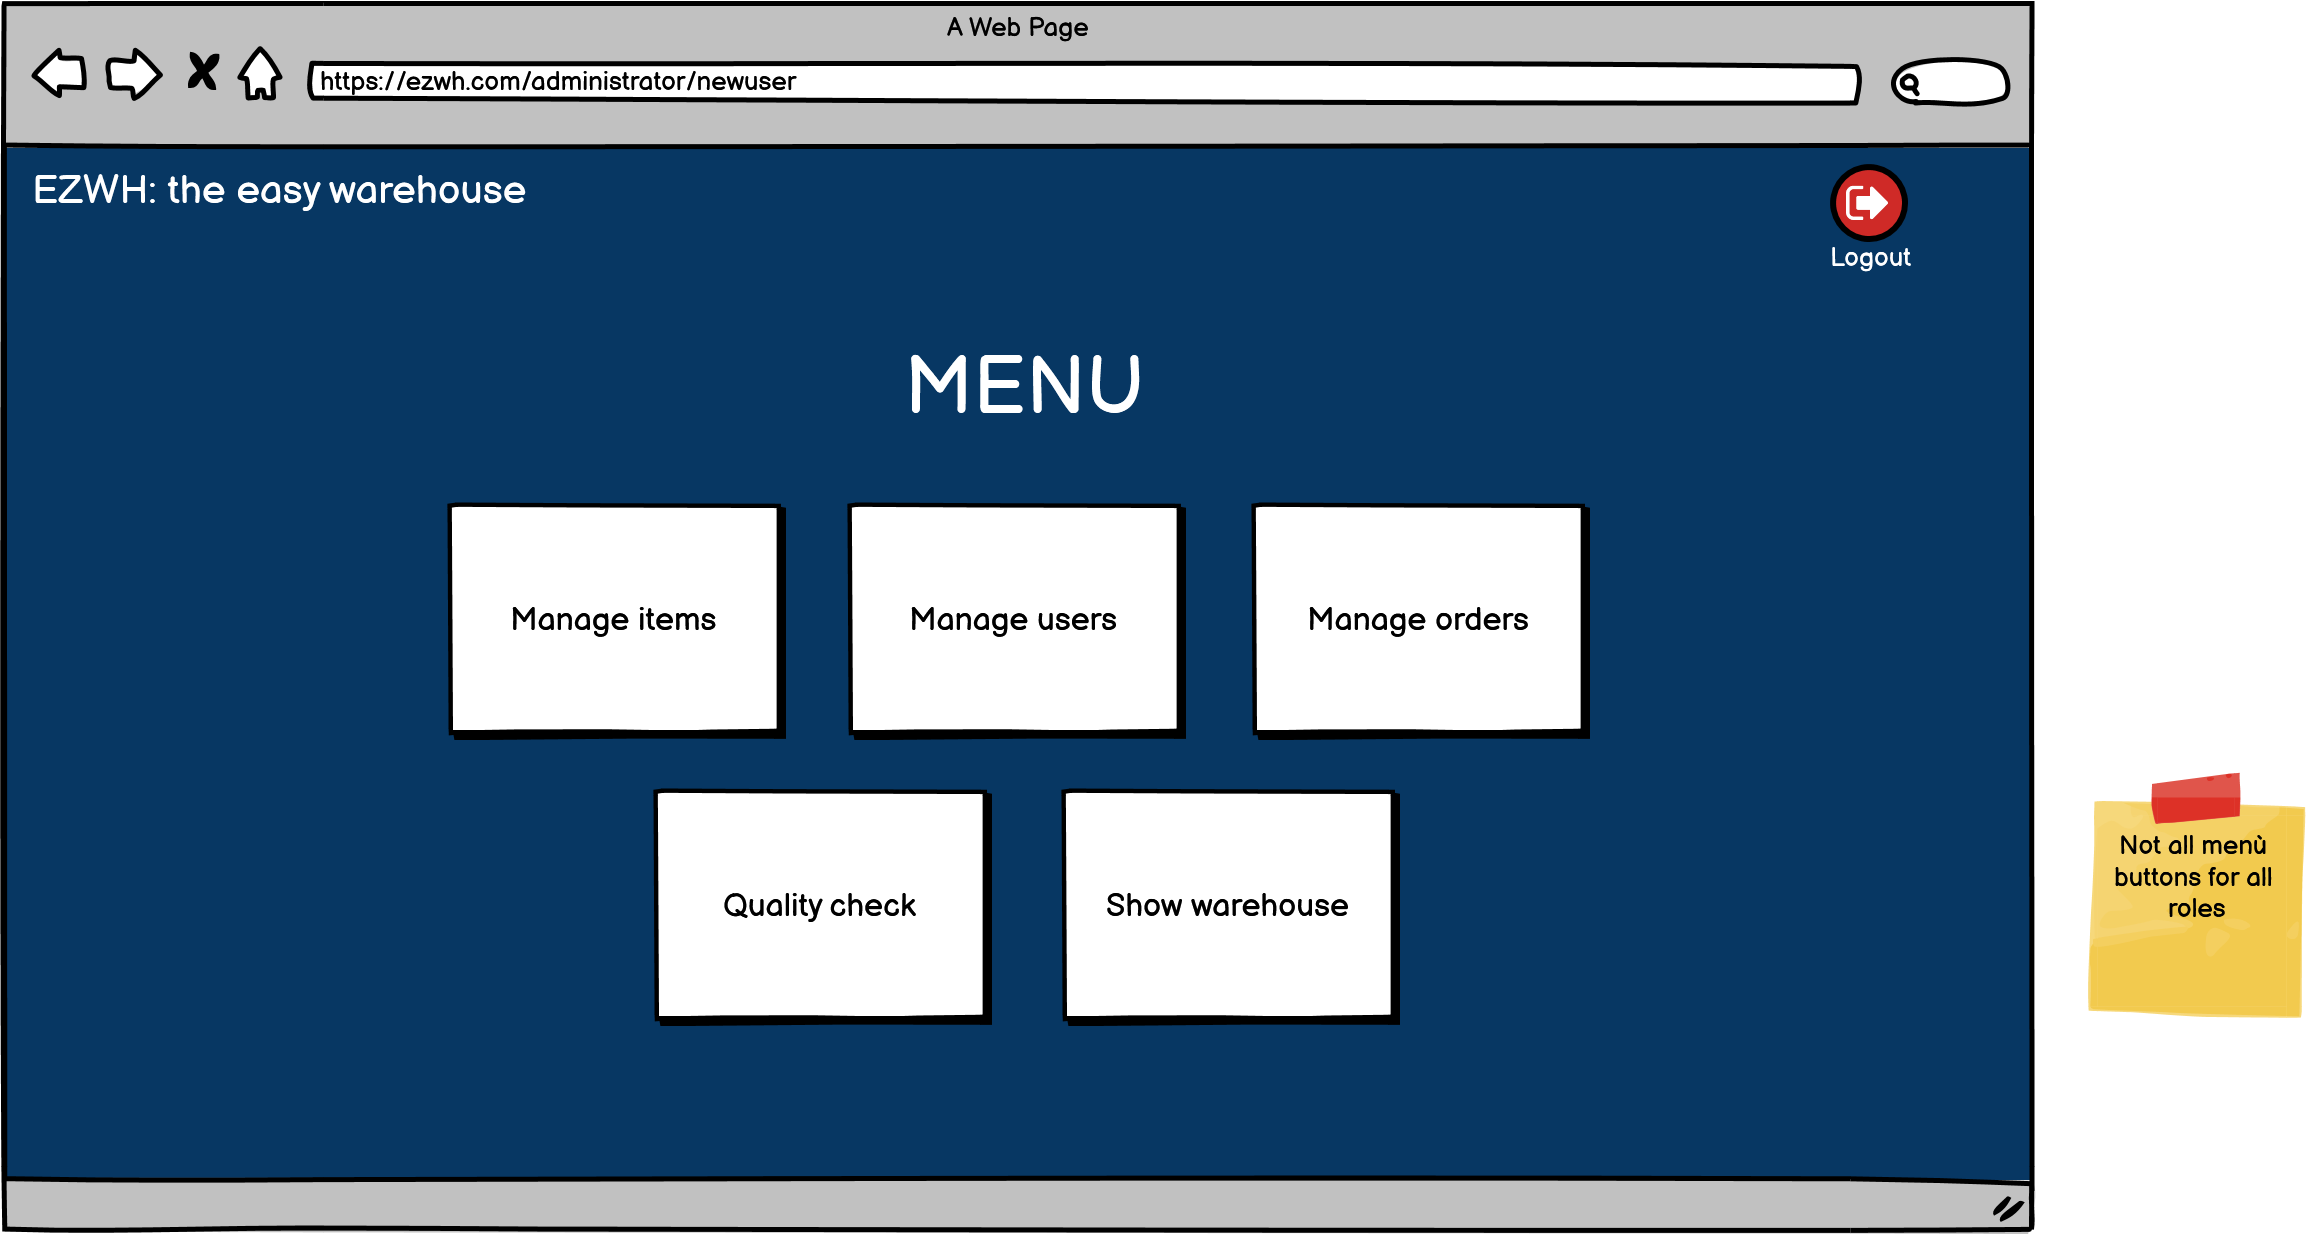 A Web Page
https://ezwh.com/administrator/newuser
EZWH: the easy warehouse
Logout
MENU
Manage items
Manage users
Manage orders
Quality check
Show warehouse
Not all menù
buttons for all
roles